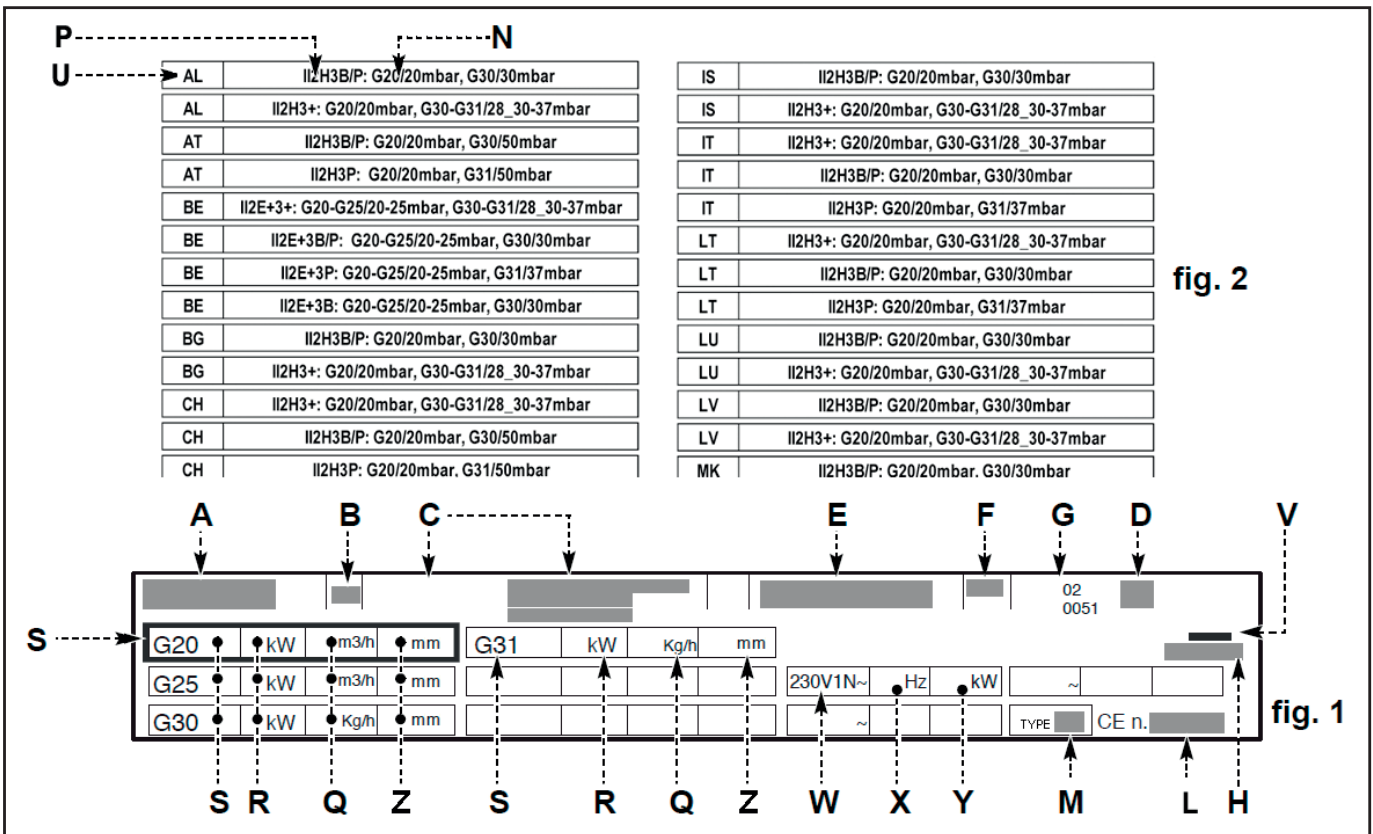 P N
U
AL II2H3B/P: G20/20mbar, G30/30mbar
AL II2H3+: G20/20mbar, G30-G31/28_30-37mbar
AT II2H3B/P: G20/20mbar, G30/50mbar
AT II2H3P: G20/20mbar, G31/50mbar
BE II2E+3+: G20-G25/20-25mbar, G30-G31/28_30-37mbar
BE II2E+3B/P: G20-G25/20-25mbar, G30/30mbar
BE II2E+3P: G20-G25/20-25mbar, G31/37mbar
BE II2E+3B: G20-G25/20-25mbar, G30/30mbar
BG II2H3B/P: G20/20mbar, G30/30mbar
BG II2H3+: G20/20mbar, G30-G31/28_30-37mbar
CH II2H3+: G20/20mbar, G30-G31/28_30-37mbar
CH II2H3B/P: G20/20mbar, G30/50mbar
CH II2H3P: G20/20mbar, G31/50mbar
IS II2H3B/P: G20/20mbar, G30/30mbar
IS II2H3+: G20/20mbar, G30-G31/28_30-37mbar
IT II2H3+: G20/20mbar, G30-G31/28_30-37mbar
IT II2H3B/P: G20/20mbar, G30/30mbar
IT II2H3P: G20/20mbar, G31/37mbar
LT II2H3+: G20/20mbar, G30-G31/28_30-37mbar
LT II2H3B/P: G20/20mbar, G30/30mbar
LT II2H3P: G20/20mbar, G31/37mbar
LU II2H3B/P: G20/20mbar, G30/30mbar
LU II2H3+: G20/20mbar, G30-G31/28_30-37mbar
LV II2H3B/P: G20/20mbar, G30/30mbar
LV II2H3+: G20/20mbar, G30-G31/28_30-37mbar
MK II2H3B/P: G20/20mbar, G30/30mbar
fig. 2
A B C E F G D V
02
0051
S
G20 kW m3/h mm G31 kW Kg/h mm
G25 kW m3/h mm 230V1N~ Hz kW ~
G30 kW Kg/h mm ~ TYPE CE n.
fig. 1
S R Q Z S R Q Z W X Y M L H